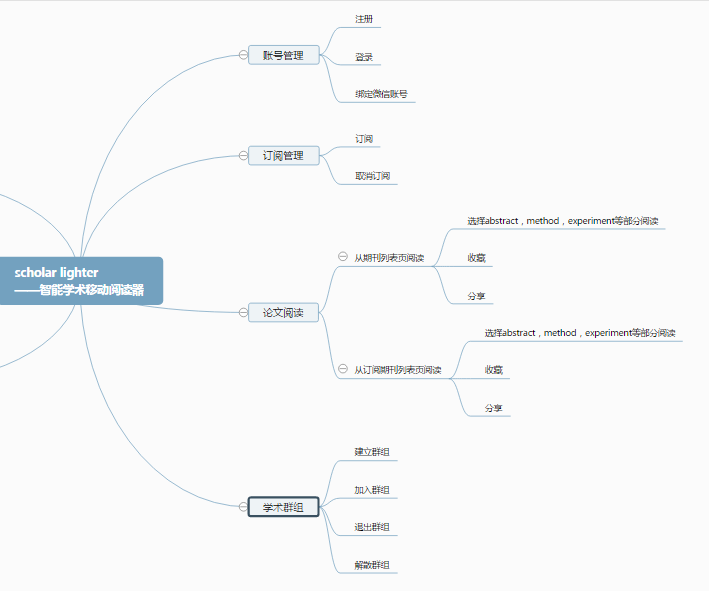 scholar lighter
——智能学术移动阅读器
账号管理
注册
登录
绑定微信账号
订阅管理
订阅
取消订阅
论文阅读
从期刊列表页阅读
选择abstract，method，experiment等部分阅读
收藏
分享
从订阅期刊列表页阅读
选择abstract，method，experiment等部分阅读
收藏
分享
学术群组
建立群组
加入群组
退出群组
解散群组